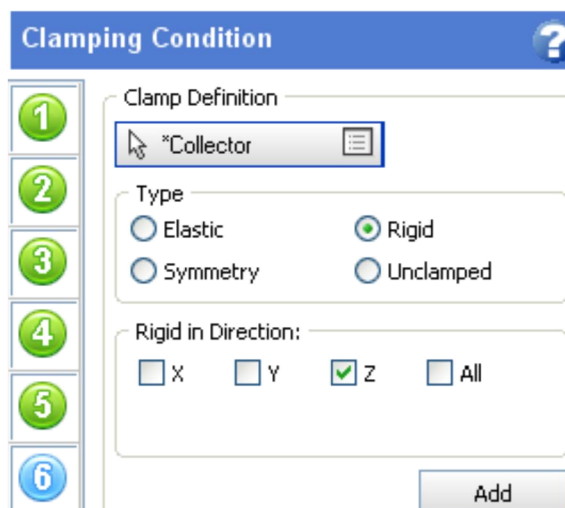 Clamping Condition
?
1
Clamp Definition
*Collector
2
Type
Elastic
Rigid
3
Symmetry
Unclamped
4
Rigid in Direction:
X Y Z All
5
6
Add